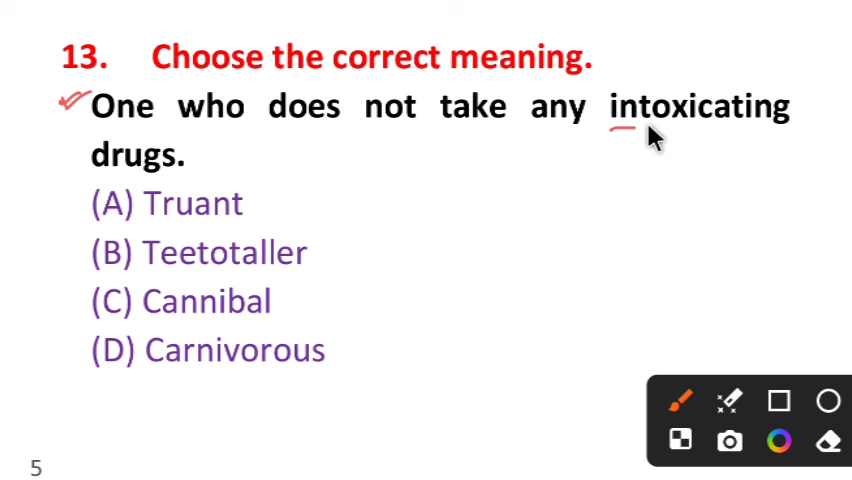 13. Choose the correct meaning.
One who does not take any intoxicating
drugs.
(A) Truant
(B) Teetotaller
(C) Cannibal
(D) Carnivorous
5